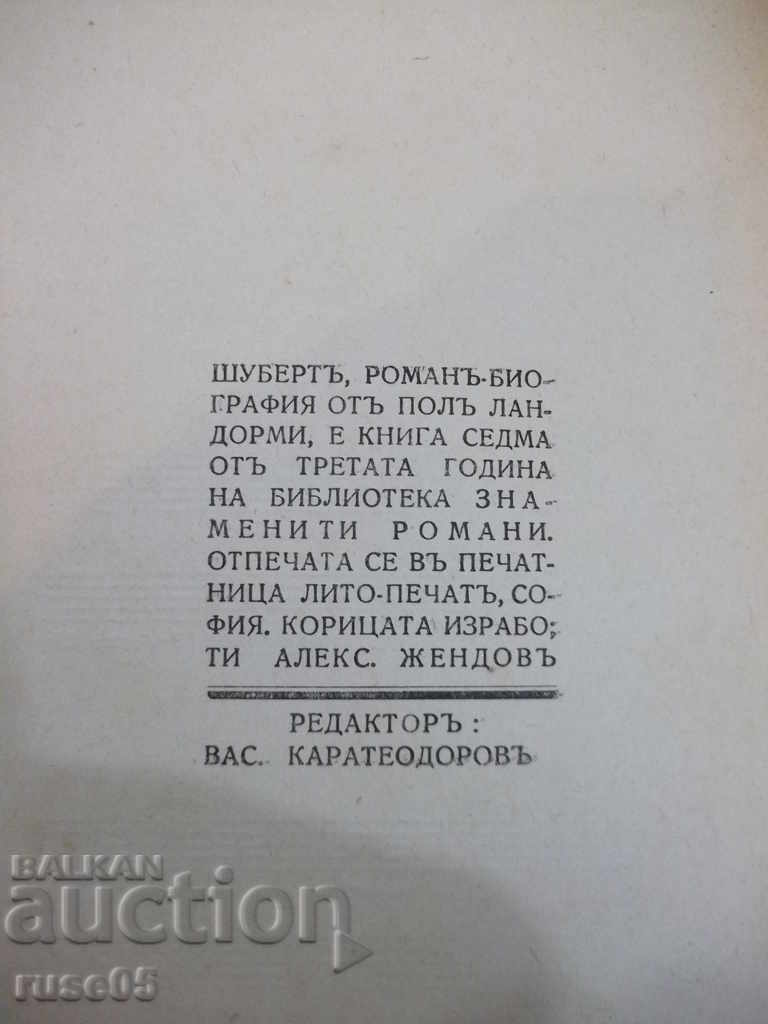 ШУБЕРТЪ, РОМАНЪ-БИО-
ГРАФИЯ ОТЪ ПОЛЪ ЛАН-
ДОРМИ, Е КНИГА СЕДМА
ОТЪ ТРЕТАТА ГОДИНА
НА БИБЛИОТЕКА ЗНА-
МЕНИТИ РОМАНИ.
ОТПЕЧАТА СЕ ВЪ ПЕЧАТ-
НИЦА ЛИТО-ПЕЧАТЪ, СО-
ФИЯ. КОРИЦАТА ИЗРАБО-
ТИ АЛЕКС. ЖЕНДОВЪ
РЕДАКТОРЪ :
ВАС. КАРАТЕОДОРОВЪ
BALKAN
auction
ruse05